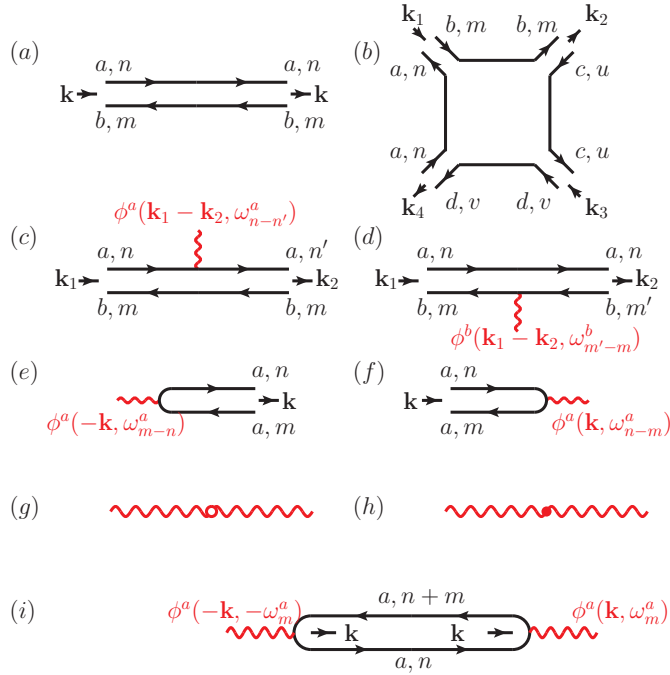 (a) a, n a, n
k k
b, m b, m
(b) k₁ b, m b, m k₂
a, n c, u
a, n c, u
k₄ d, v d, v k₃
(c) ϕᵃ(k₁ − k₂, ωᵃₙ₋ₙ′)
a, n a, n′
k₁ k₂
b, m b, m
(d) a, n a, n
k₁ k₂
b, m b, m′
ϕᵇ(k₁ − k₂, ωᵇₘ′₋ₘ)
(e) a, n
k
ϕᵃ(−k, ωᵃₘ₋ₙ) a, m
(f) a, n
k
a, m ϕᵃ(k, ωᵃₙ₋ₘ)
(g)
(h)
(i) ϕᵃ(−k, −ωᵃₘ) a, n + m ϕᵃ(k, ωᵃₘ)
k k
a, n